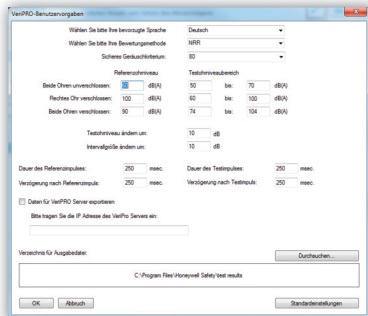 VeriPRO-Benutzervorgaben
Wählen Sie bitte Ihre bevorzugte Sprache Deutsch
Wählen Sie bitte Ihre Bewertungsmethode NRR
Sicheres Geräuschkriterium: 80
Referenzniveau Testohniveaubereich
Beide Ohren unverschlossen: 60 dB(A) 50 bis: 70 dB(A)
Rechtes Ohr verschlossen: 100 dB(A) 60 bis: 100 dB(A)
Beide Ohren verschlossen: 90 dB(A) 74 bis: 104 dB(A)
Testohniveau ändern um: 10 dB
Intervallgröße ändern um: 10 dB
Dauer des Referenzimpulses: 250 msec. Dauer des Testimpulses: 250 msec.
Verzögerung nach Referenzimpuls: 250 msec. Verzögerung nach Testimpuls: 250 msec.
Daten für VeriPRO Server exportieren
Bitte tragen Sie die IP Adresse des VeriPro Servers ein:
Verzeichnis für Ausgabedatei: Durchsuchen...
C:\Program Files\Honeywell Safety\test results
OK Abbruch Standardeinstellungen